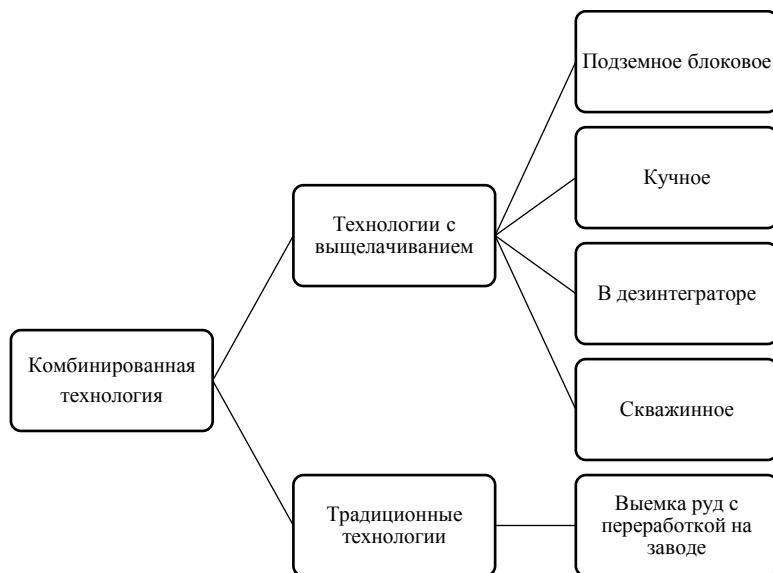 Подземное блоковое
Кучное
Технологии с
выщелачиванием
В дезинтеграторе
Комбинированная
технология
Скважинное
Традиционные
технологии
Выемка руд с
переработкой на
заводе